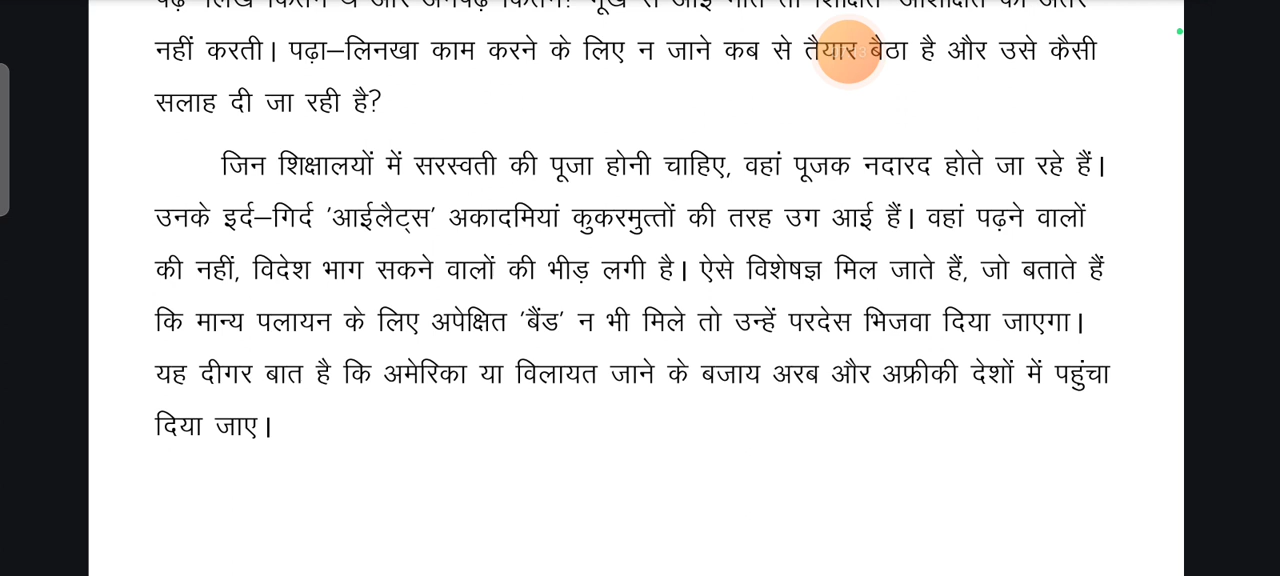 नहीं करती। पढ़ा–लिनखा काम करने के लिए न जाने कब से तैयार बैठा है और उसे कैसी
सलाह दी जा रही है?
जिन शिक्षालयों में सरस्वती की पूजा होनी चाहिए, वहां पूजक नदारद होते जा रहे हैं।
उनके इर्द–गिर्द 'आईलैट्स' अकादमियां कुकरमुत्तों की तरह उग आई हैं। वहां पढ़ने वालों
की नहीं, विदेश भाग सकने वालों की भीड़ लगी है। ऐसे विशेषज्ञ मिल जाते हैं, जो बताते हैं
कि मान्य पलायन के लिए अपेक्षित 'बैंड' न भी मिले तो उन्हें परदेस भिजवा दिया जाएगा।
यह दीगर बात है कि अमेरिका या विलायत जाने के बजाय अरब और अफ्रीकी देशों में पहुंचा
दिया जाए।